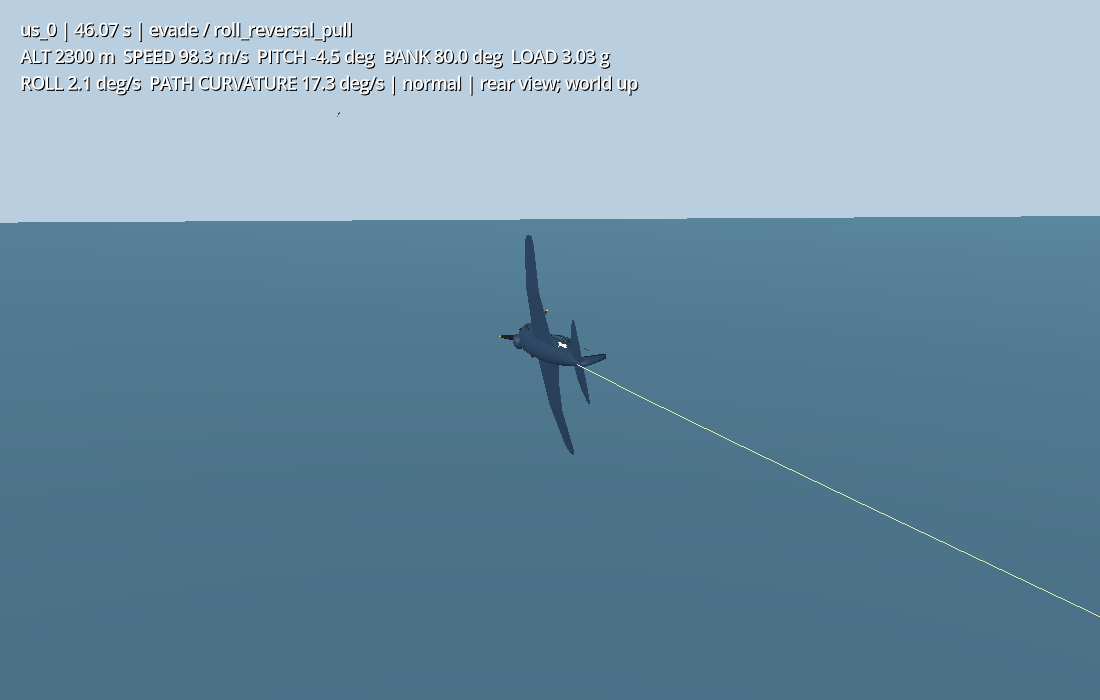 us_0 | 46.07 s | evade / roll_reversal_pull
ALT 2300 m  SPEED 98.3 m/s  PITCH -4.5 deg  BANK 80.0 deg  LOAD 3.03 g
ROLL 2.1 deg/s  PATH CURVATURE 17.3 deg/s | normal | rear view; world up